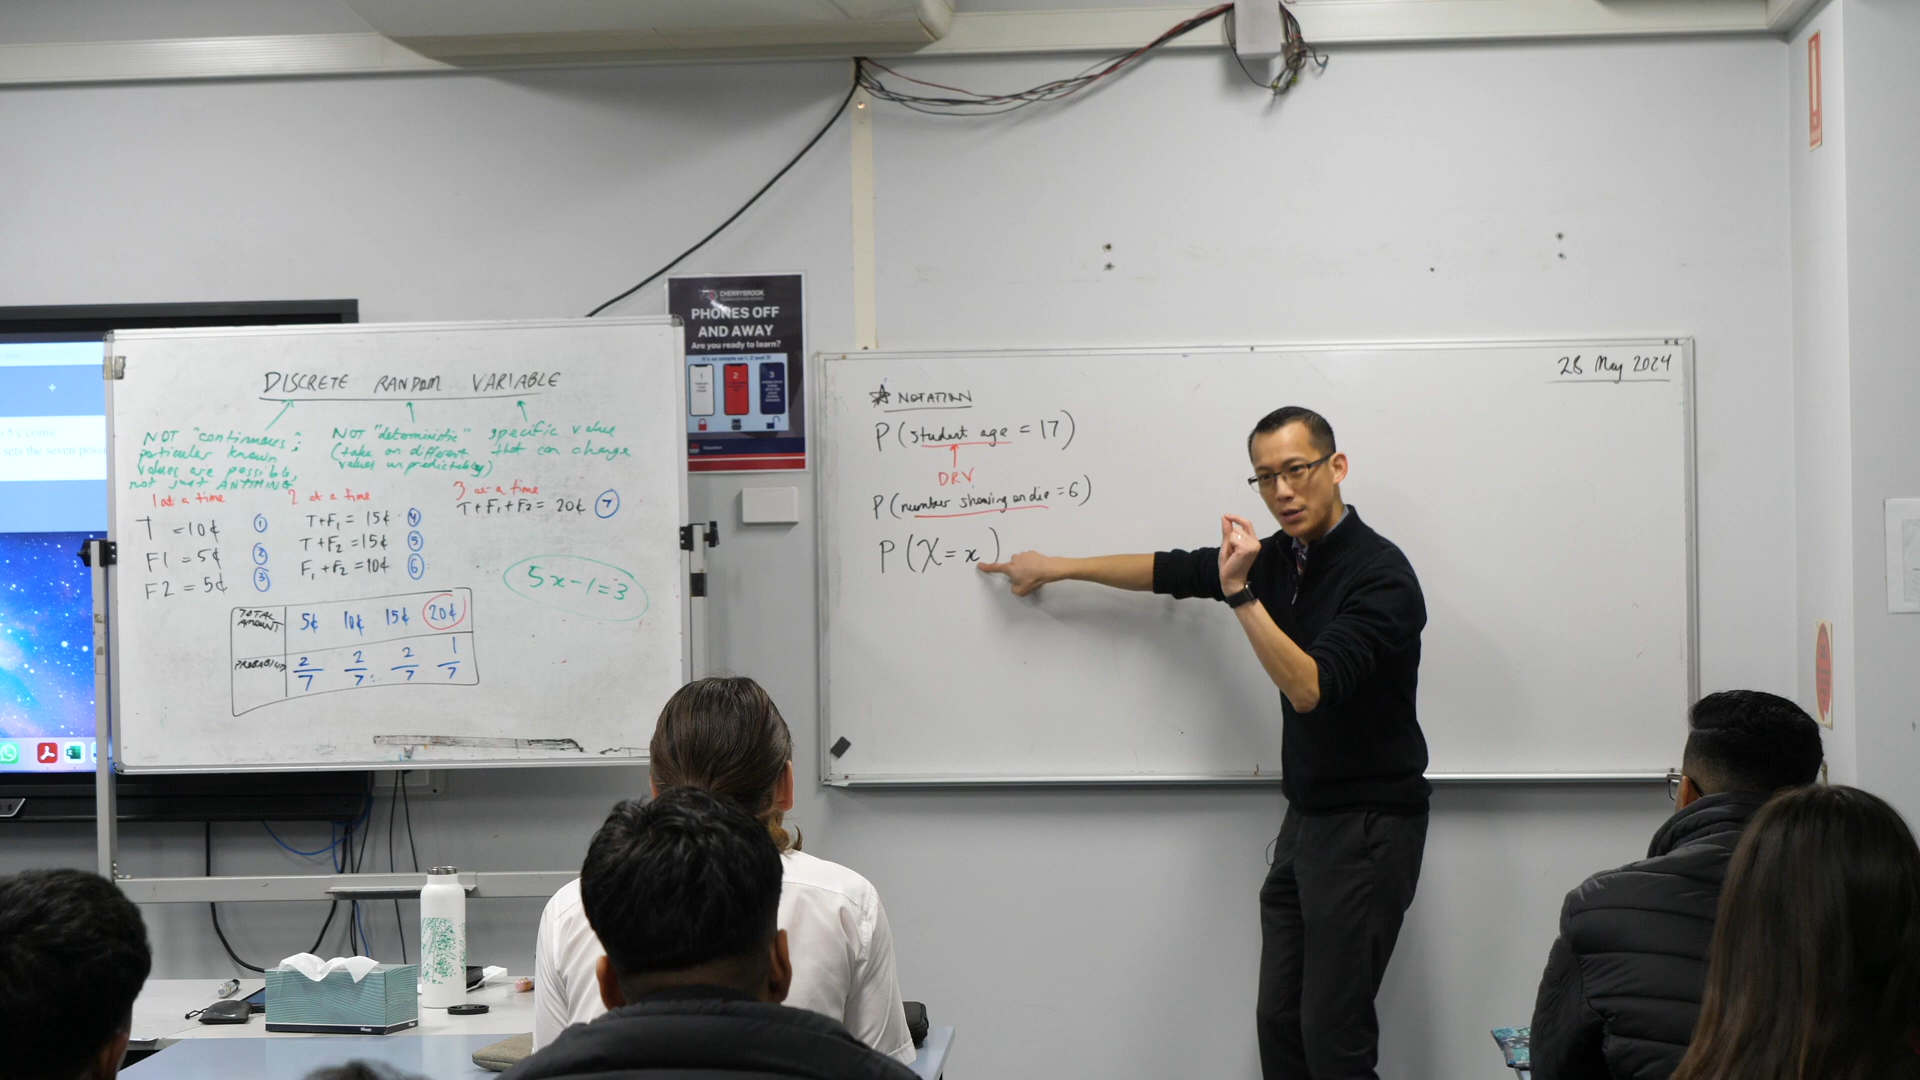 DISCRETE RANDOM VARIABLE
NOT "continuous";
particular known
values are possible,
not just ANYTHING
NOT "deterministic"
(take on different
values unpredictably)
specific value
that can change
1 at a time
T = 10¢ 1
F1 = 5¢ 2
F2 = 5¢ 3
2 at a time
T+F1 = 15¢ 4
T+F2 = 15¢ 5
F1+F2 = 10¢ 6
3 at a time
T+F1+F2 = 20¢ 7
5x-1=3
TOTAL AMOUNT 5¢ 10¢ 15¢ 20¢
2/7 2/7 2/7 1/7
CHERRYBROOK
PHONES OFF
AND AWAY
Are you ready to learn?
1 2 3
28 May 2024
NOTATION
P(student age = 17)
DRV
P(number showing on die = 6)
P(X = x)